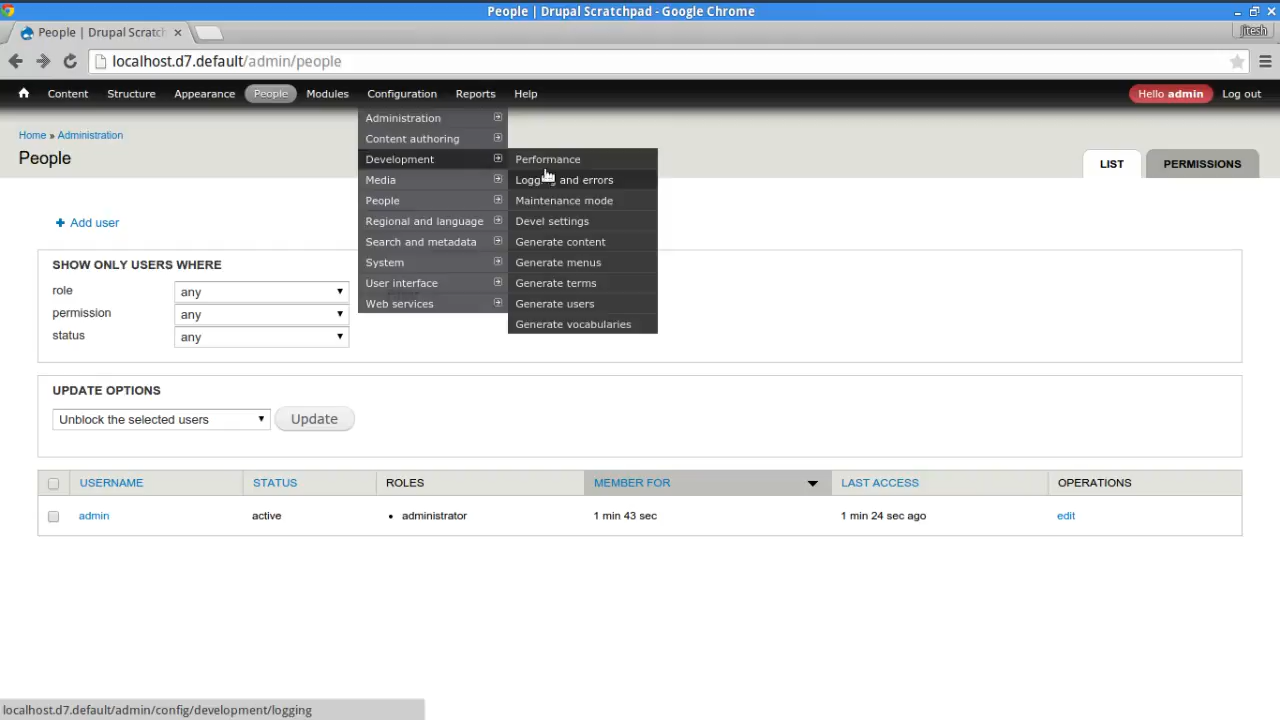 People | Drupal Scratchpad - Google Chrome
People | Drupal Scratch
jitesh
localhost.d7.default/admin/people
Content Structure Appearance People Modules Configuration Reports Help Hello admin Log out
Home » Administration
People
LIST PERMISSIONS
Administration
Content authoring
Development
Media
People
Regional and language
Search and metadata
System
User interface
Web services
Performance
Logging and errors
Maintenance mode
Devel settings
Generate content
Generate menus
Generate terms
Generate users
Generate vocabularies
+ Add user
SHOW ONLY USERS WHERE
role any
permission any
status any
UPDATE OPTIONS
Unblock the selected users Update
USERNAME STATUS ROLES MEMBER FOR LAST ACCESS OPERATIONS
admin active • administrator 1 min 43 sec 1 min 24 sec ago edit
localhost.d7.default/admin/config/development/logging